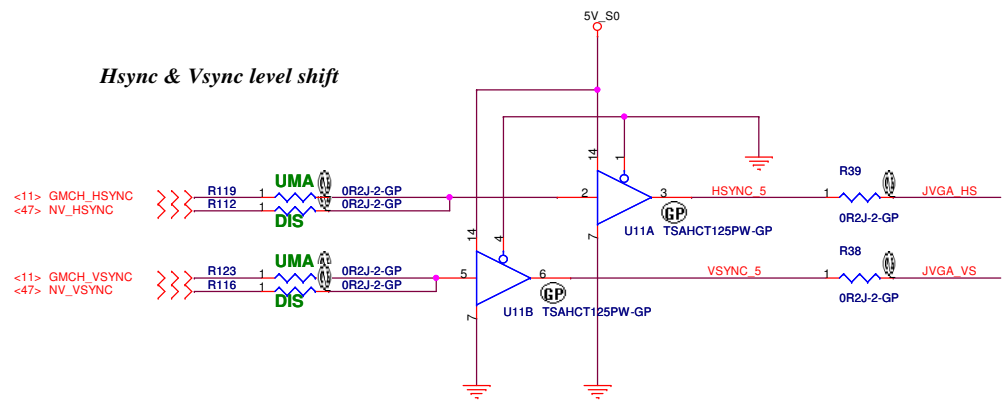 5V_S0
Hsync & Vsync level shift
14 1
UMA
<11> GMCH_HSYNC R119 1 0R2J-2-GP 2 3 HSYNC_5 1 R39 JVGA_HS
<47> NV_HSYNC R112 1 0R2J-2-GP
DIS
0R2J-2-GP
GP
U11A TSAHCT125PW-GP
7
14 4
UMA
<11> GMCH_VSYNC R123 1 0R2J-2-GP 5 6 VSYNC_5 1 R38 JVGA_VS
<47> NV_VSYNC R116 1 0R2J-2-GP
DIS
0R2J-2-GP
GP
U11B TSAHCT125PW-GP
7